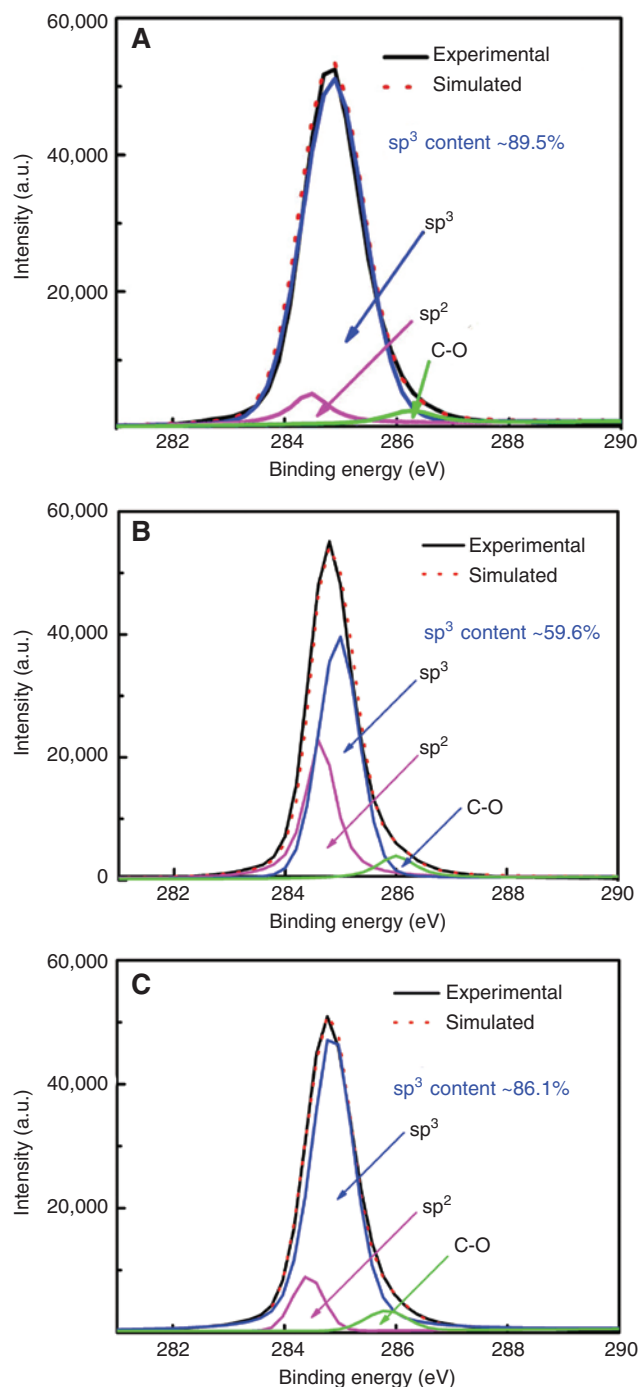 60,000
A
Experimental
Simulated
sp³ content ~89.5%
40,000
sp³
Intensity (a.u.)
20,000
sp²
C-O
282 284 286 288 290
Binding energy (eV)
60,000
B
Experimental
Simulated
sp³ content ~59.6%
40,000
sp³
Intensity (a.u.)
sp²
20,000
C-O
0
282 284 286 288 290
Binding energy (eV)
60,000
C
Experimental
Simulated
sp³ content ~86.1%
40,000
sp³
Intensity (a.u.)
20,000
sp²
C-O
282 284 286 288 290
Binding energy (eV)